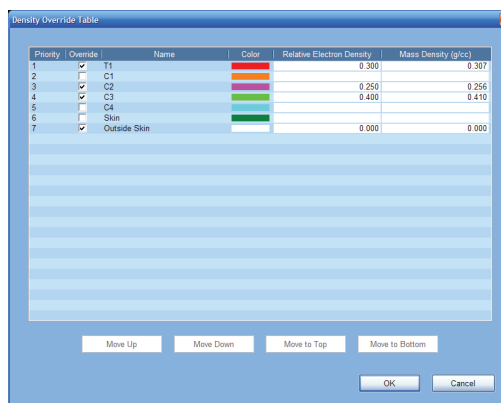 Density Override Table
Priority Override Name Color Relative Electron Density Mass Density (g/cc)
1 T1 0.300 0.307
2 C1
3 C2 0.250 0.256
4 C3 0.400 0.410
5 C4
6 Skin
7 Outside Skin 0.000 0.000
Move Up Move Down Move to Top Move to Bottom
OK Cancel